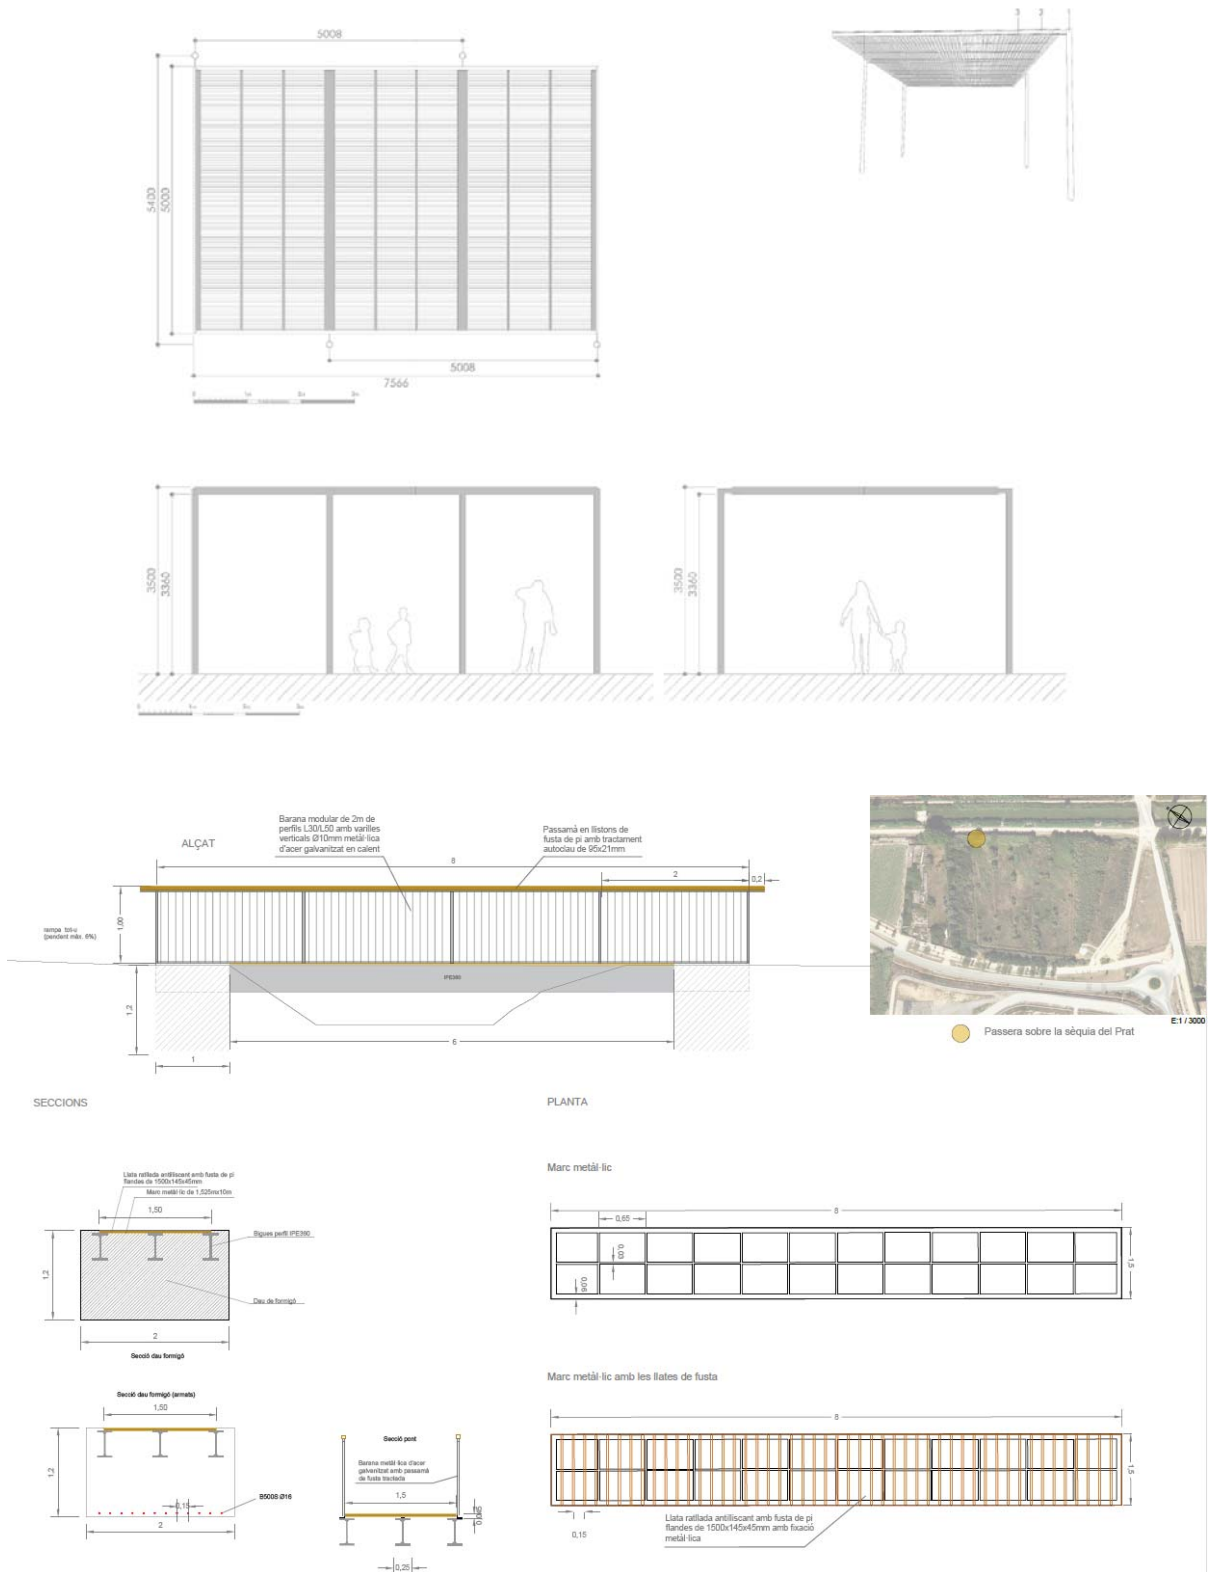 5008
3
2
1
5400
5000
5008
7566
3500
3360
3500
3360
ALÇAT
Barana modular de 2m de
perfils L30/L50 amb varilles
verticals Ø10mm metàl·lica
d'acer galvanitzat en calent
Passamà en llistons de
fusta de pi amb tractament
autoclau de 95x21mm
8
2
0,2
1,00
rampa tot-u
(pendent màx. 6%)
IPE360
1,2
6
1
E:1 / 3000
Passera sobre la sèquia del Prat
SECCIONS
PLANTA
Llata ratllada antilliscant amb fusta de pi
flandes de 1500x145x45mm
Marc metàl·lic de 1,525mx10m
1,50
Bigues perfil IPE360
1,2
Dau de formigó
2
Secció dau formigó
Marc metàl·lic
8
0,65
0,03
0,06
1,5
Marc metàl·lic amb les llates de fusta
8
1,5
0,15
Llata ratllada antilliscant amb fusta de pi
flandes de 1500x145x45mm amb fixació
metàl·lica
Secció dau formigó (armats)
1,50
1,2
0,15
B500S Ø16
2
Secció pont
Barana metàl·lica d'acer
galvanitzat amb passamà
de fusta tractada
1,5
0,045
0,25